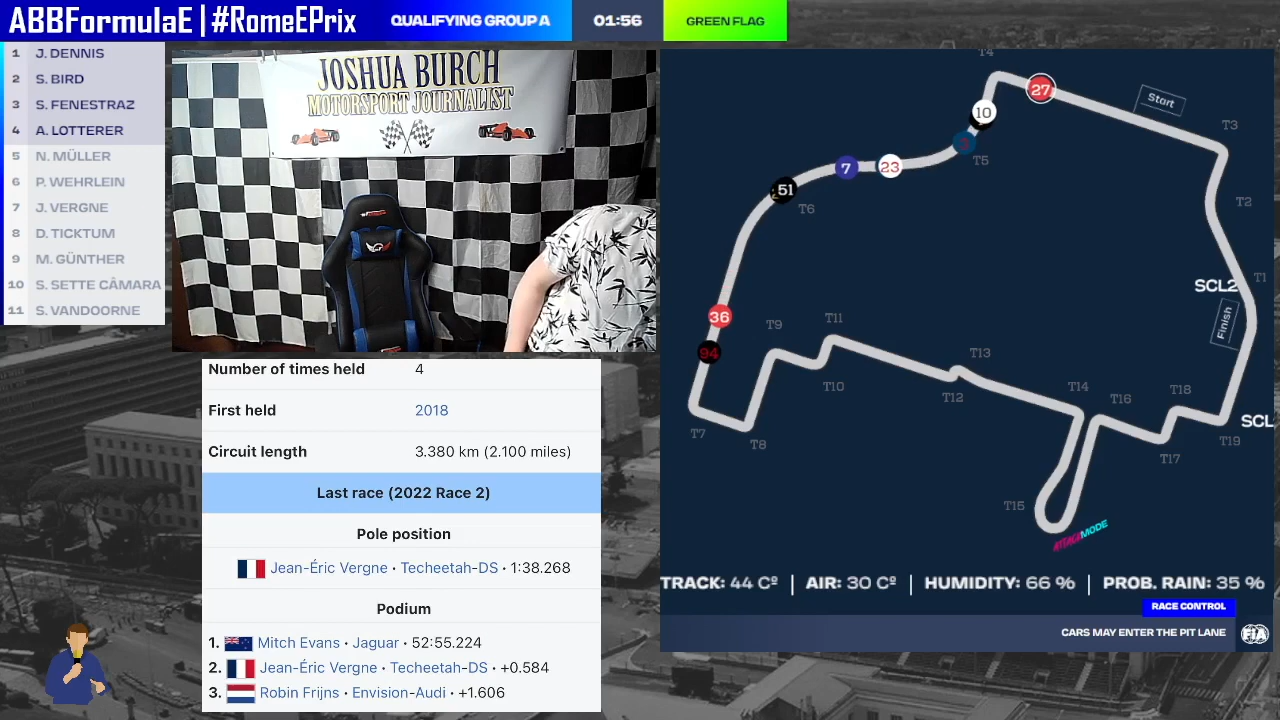 ABBFormulaE | #RomeEPrix
QUALIFYING GROUP A
01:56
GREEN FLAG
1 J. DENNIS
2 S. BIRD
3 S. FENESTRAZ
4 A. LOTTERER
5 N. MÜLLER
6 P. WEHRLEIN
7 J. VERGNE
8 D. TICKTUM
9 M. GÜNTHER
10 S. SETTE CÂMARA
11 S. VANDOORNE
JOSHUA BURCH
MOTORSPORT JOURNALIST
Number of times held 4
First held 2018
Circuit length 3.380 km (2.100 miles)
Last race (2022 Race 2)
Pole position
Jean-Éric Vergne · Techeetah-DS · 1:38.268
Podium
1. Mitch Evans · Jaguar · 52:55.224
2. Jean-Éric Vergne · Techeetah-DS · +0.584
3. Robin Frijns · Envision-Audi · +1.606
T4
27
Start
10
T3
3
T5
7
23
51
T6
T2
T1
SCL2
Finish
36
94
T9
T11
T10
T13
T12
T14
T16
T18
SCL
T7
T8
T19
T17
T15
ATTACK MODE
TRACK: 44 Cº | AIR: 30 Cº | HUMIDITY: 66 % | PROB. RAIN: 35 %
RACE CONTROL
CARS MAY ENTER THE PIT LANE
FIA